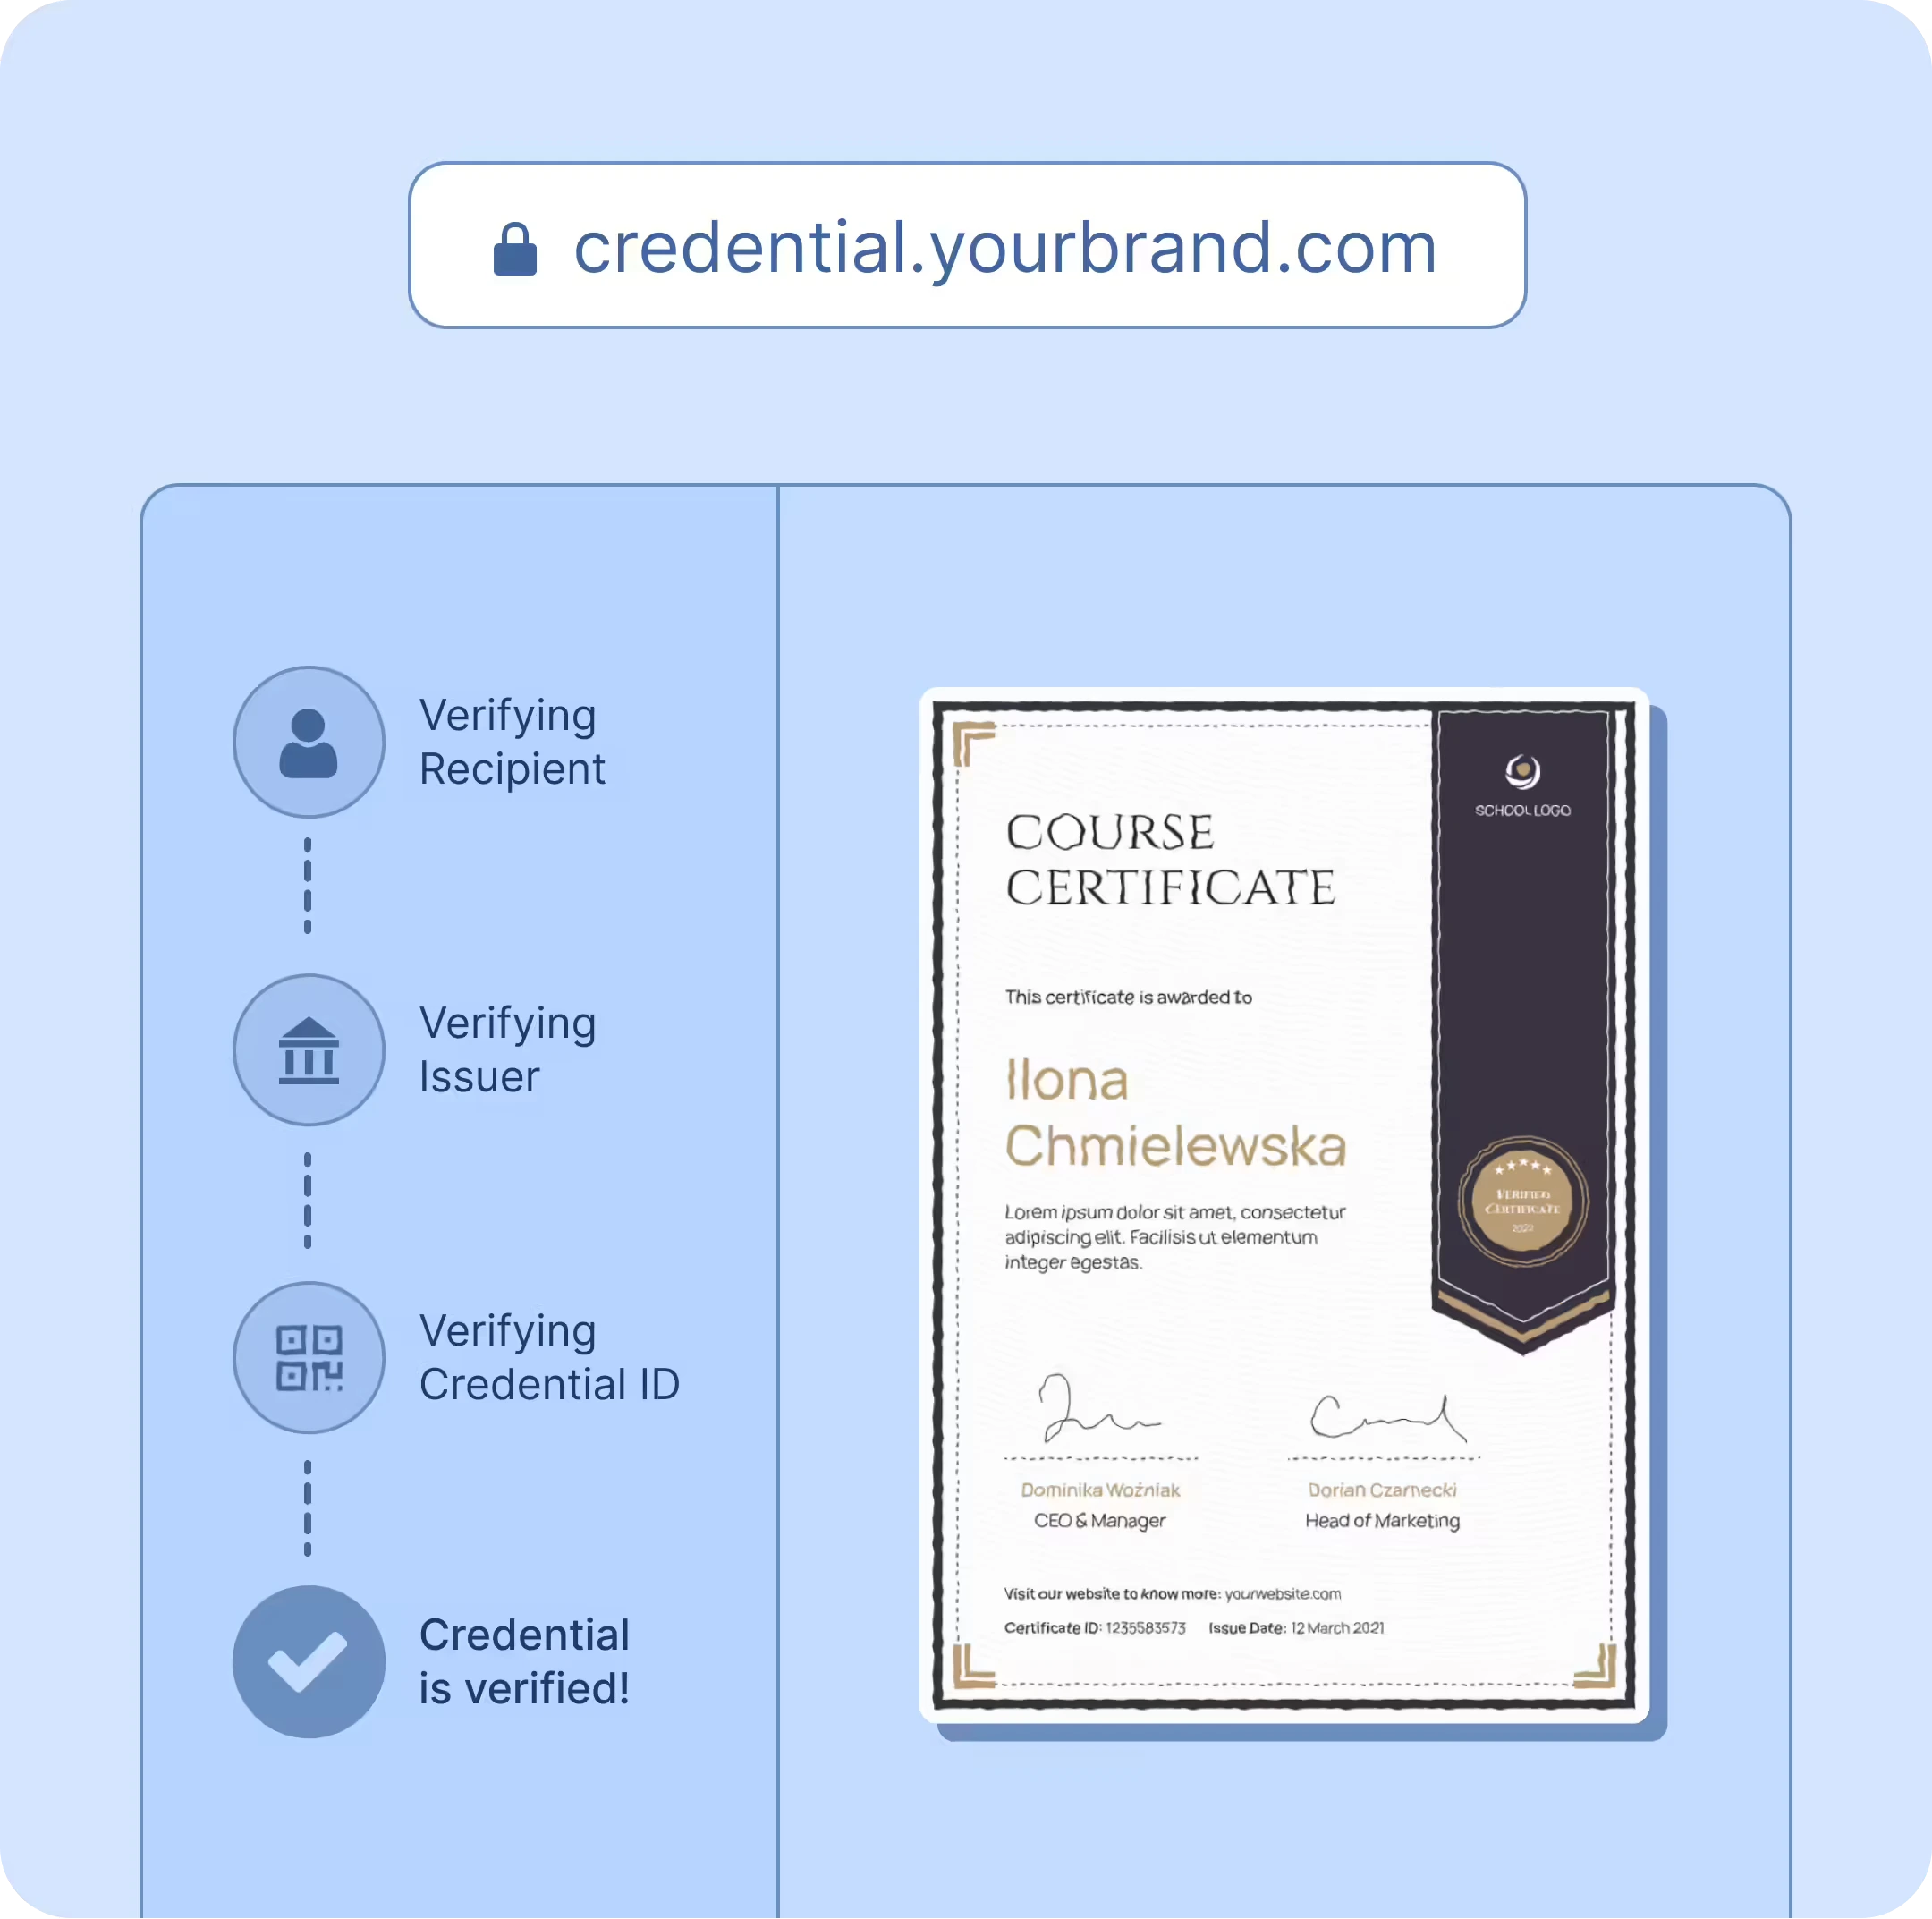 credential.yourbrand.com
Verifying
Recipient
Verifying
Issuer
Verifying
Credential ID
Credential
is verified!
SCHOOL LOGO
COURSE
CERTIFICATE
This certificate is awarded to
Ilona
Chmielewska
Lorem ipsum dolor sit amet, consectetur
adipiscing elit. Facilisis ut elementum
integer egestas.
VERIFIED
CERTIFICATE
2022
Dominika Woźniak
CEO & Manager
Dorian Czarnecki
Head of Marketing
Visit our website to know more: yourwebsite.com
Certificate ID: 1235583573 Issue Date: 12 March 2021